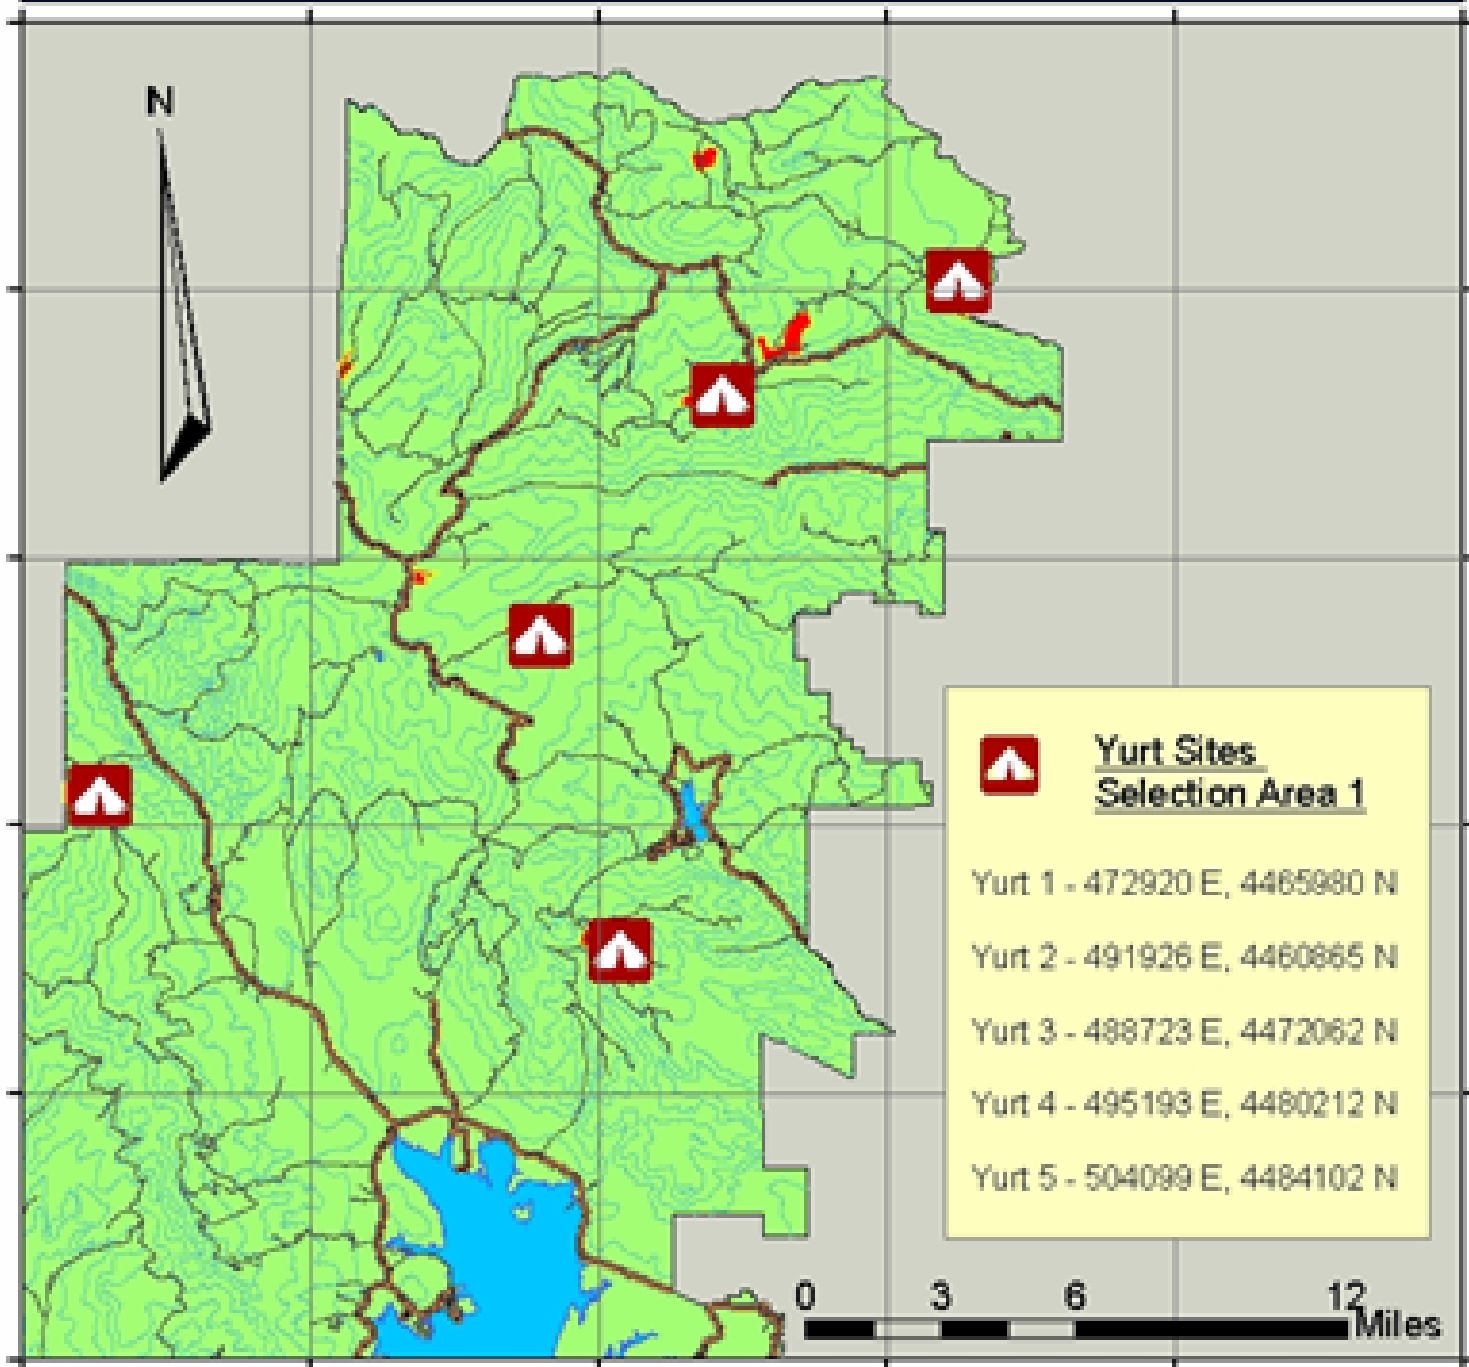 N
Yurt Sites
Selection Area 1
Yurt 1 - 472920 E, 4465980 N
Yurt 2 - 491926 E, 4460865 N
Yurt 3 - 488723 E, 4472062 N
Yurt 4 - 495193 E, 4480212 N
Yurt 5 - 504099 E, 4484102 N
0 3 6 12
Miles